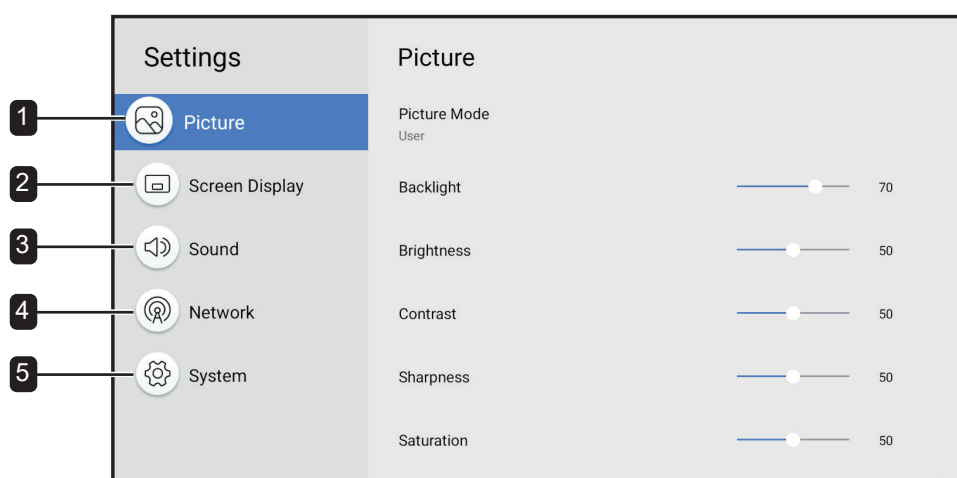 Settings
1 Picture
2 Screen Display
3 Sound
4 Network
5 System
Picture
Picture Mode
User
Backlight 70
Brightness 50
Contrast 50
Sharpness 50
Saturation 50